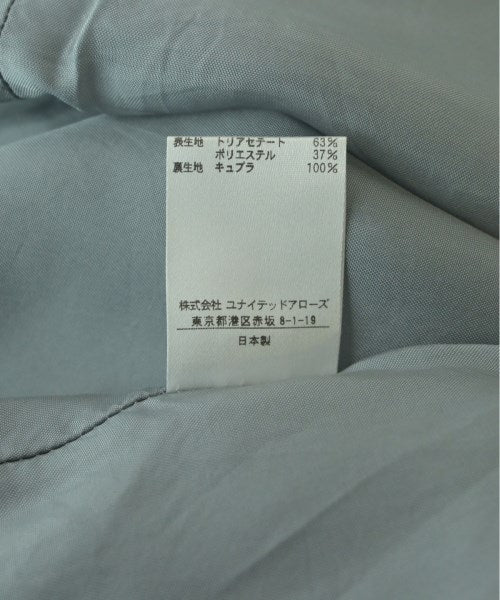 表生地 トリアセテート 63%
ポリエステル 37%
裏生地 キュプラ 100%
株式会社 ユナイテッドアローズ
東京都港区赤坂 8-1-19
日本製